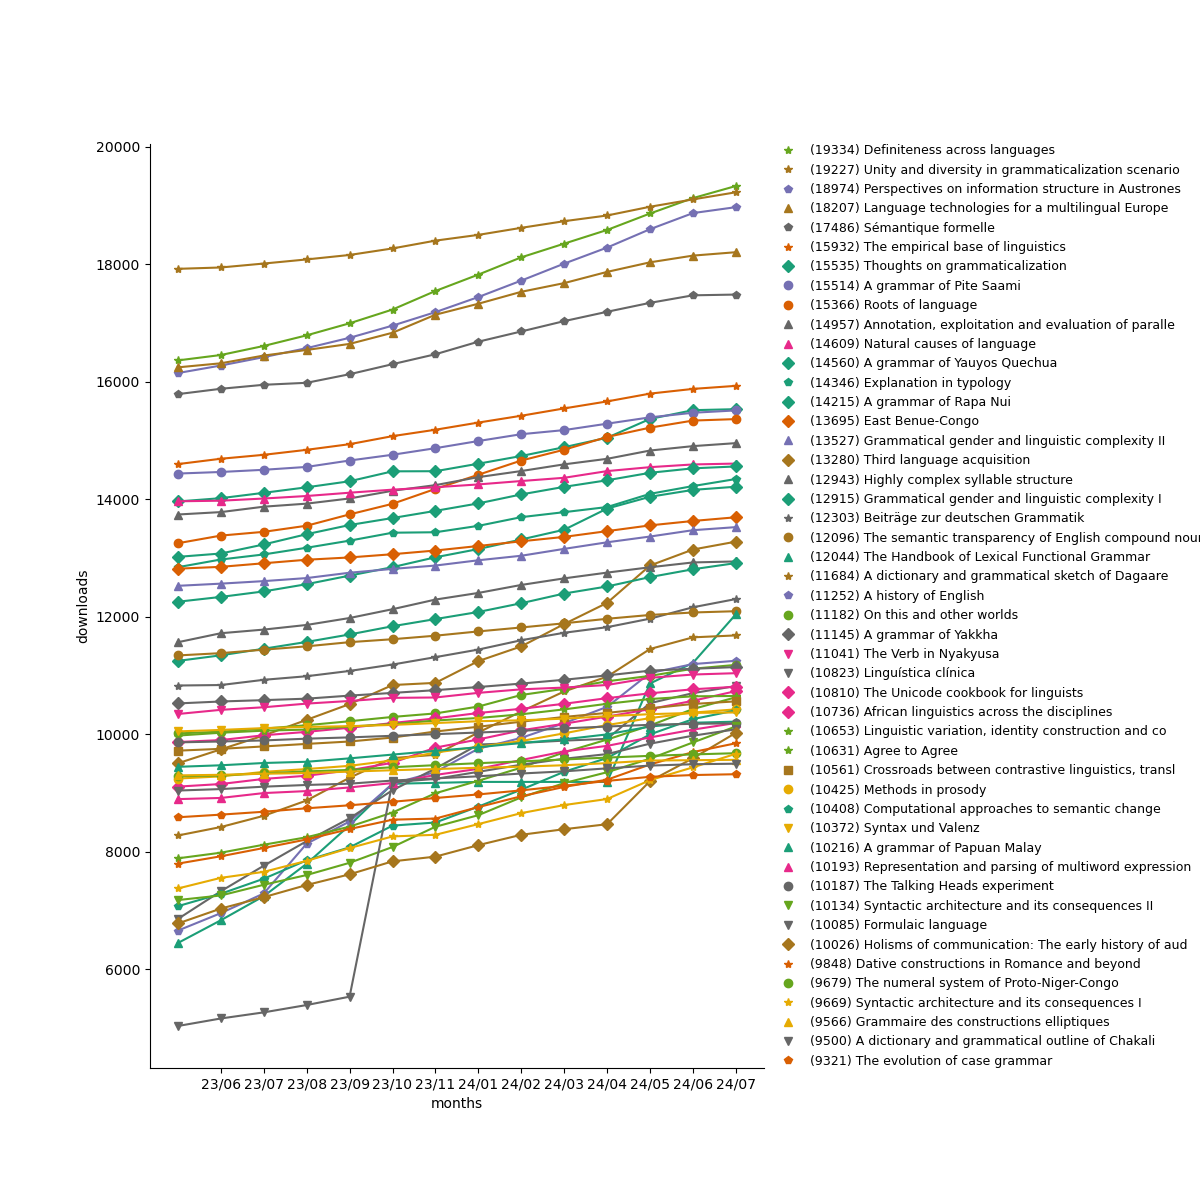 20000
18000
16000
14000
12000
10000
8000
6000
downloads
23/06 23/07 23/08 23/09 23/10 23/11 24/01 24/02 24/03 24/04 24/05 24/06 24/07
months
(19334) Definiteness across languages
(19227) Unity and diversity in grammaticalization scenario
(18974) Perspectives on information structure in Austrones
(18207) Language technologies for a multilingual Europe
(17486) Sémantique formelle
(15932) The empirical base of linguistics
(15535) Thoughts on grammaticalization
(15514) A grammar of Pite Saami
(15366) Roots of language
(14957) Annotation, exploitation and evaluation of paralle
(14609) Natural causes of language
(14560) A grammar of Yauyos Quechua
(14346) Explanation in typology
(14215) A grammar of Rapa Nui
(13695) East Benue-Congo
(13527) Grammatical gender and linguistic complexity II
(13280) Third language acquisition
(12943) Highly complex syllable structure
(12915) Grammatical gender and linguistic complexity I
(12303) Beiträge zur deutschen Grammatik
(12096) The semantic transparency of English compound nou
(12044) The Handbook of Lexical Functional Grammar
(11684) A dictionary and grammatical sketch of Dagaare
(11252) A history of English
(11182) On this and other worlds
(11145) A grammar of Yakkha
(11041) The Verb in Nyakyusa
(10823) Linguística clínica
(10810) The Unicode cookbook for linguists
(10736) African linguistics across the disciplines
(10653) Linguistic variation, identity construction and co
(10631) Agree to Agree
(10561) Crossroads between contrastive linguistics, transl
(10425) Methods in prosody
(10408) Computational approaches to semantic change
(10372) Syntax und Valenz
(10216) A grammar of Papuan Malay
(10193) Representation and parsing of multiword expression
(10187) The Talking Heads experiment
(10134) Syntactic architecture and its consequences II
(10085) Formulaic language
(10026) Holisms of communication: The early history of aud
(9848) Dative constructions in Romance and beyond
(9679) The numeral system of Proto-Niger-Congo
(9669) Syntactic architecture and its consequences I
(9566) Grammaire des constructions elliptiques
(9500) A dictionary and grammatical outline of Chakali
(9321) The evolution of case grammar